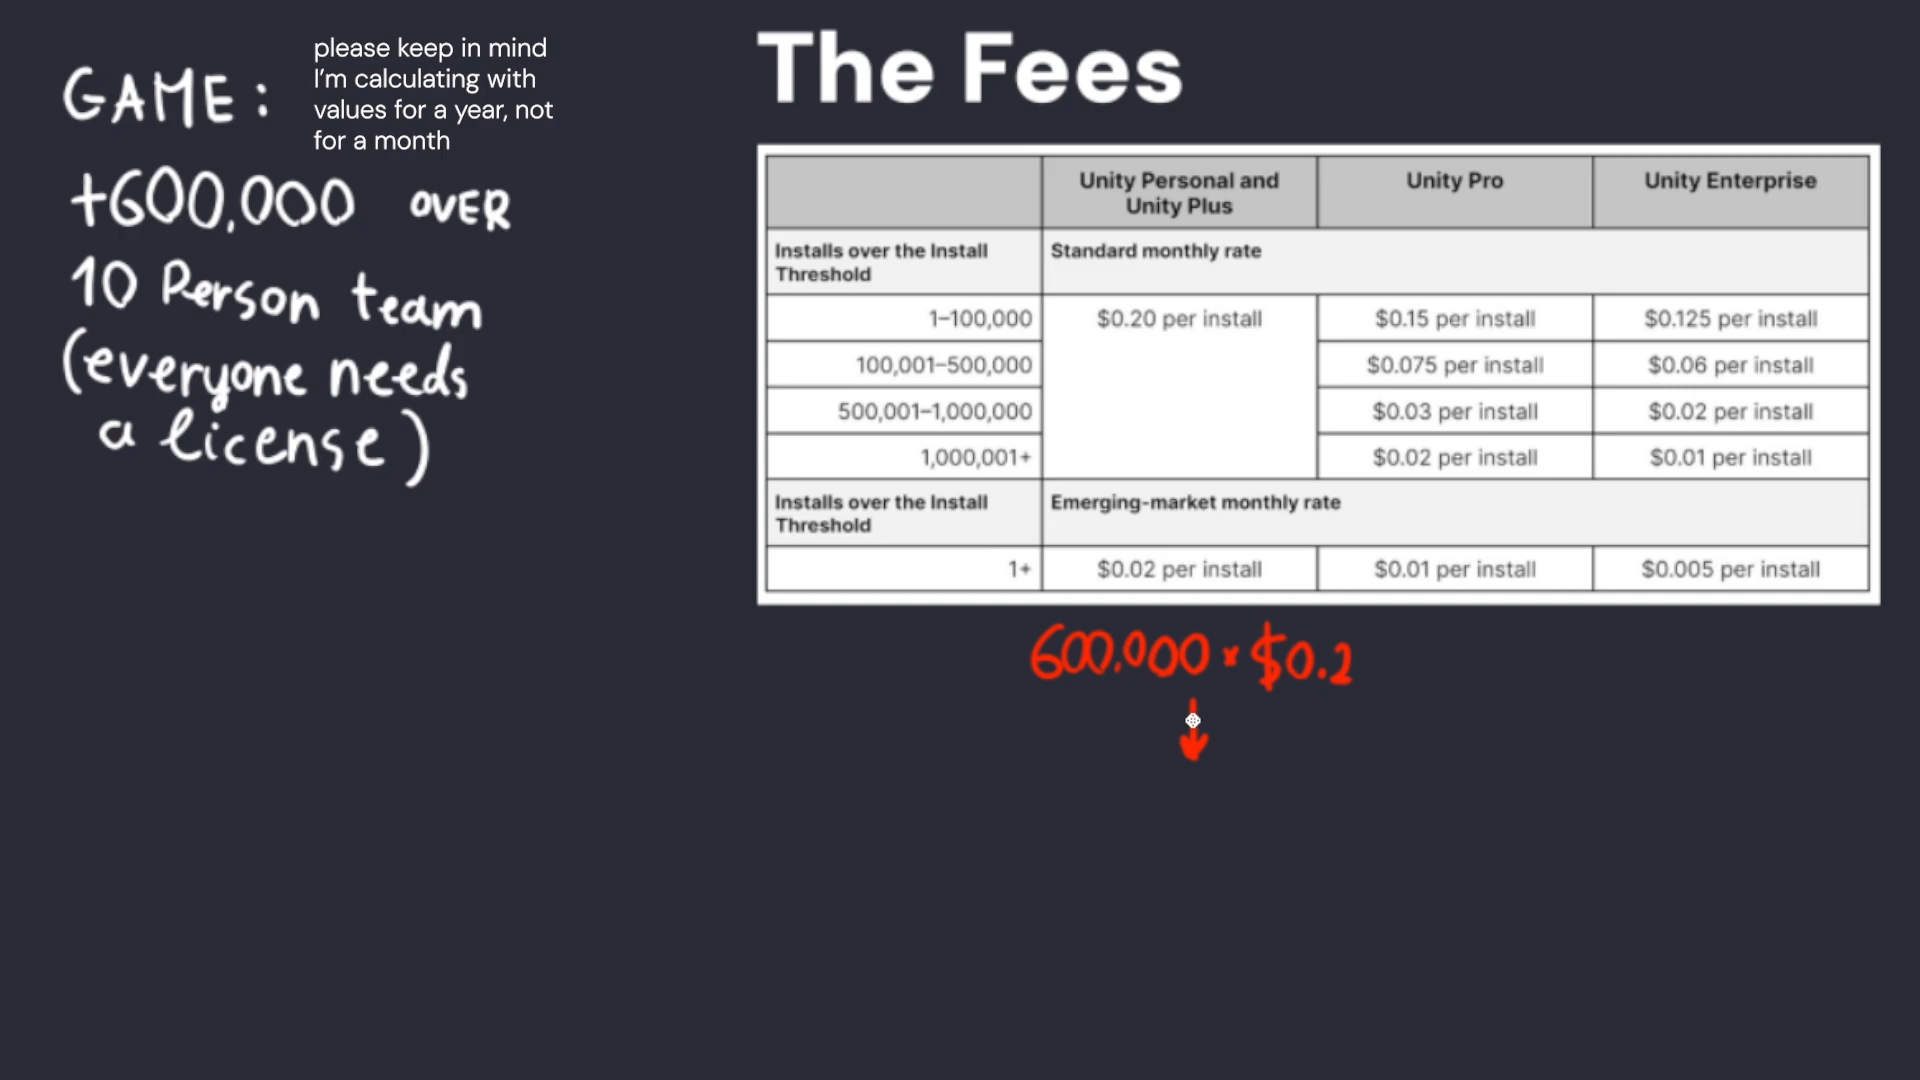 GAME:
please keep in mind
I'm calculating with
values for a year, not
for a month
+600,000 OVER
10 Person team
(everyone needs
a license)
The Fees
Unity Personal and
Unity Plus
Unity Pro
Unity Enterprise
Installs over the Install
Threshold
Standard monthly rate
1–100,000 $0.20 per install $0.15 per install $0.125 per install
100,001–500,000 $0.075 per install $0.06 per install
500,001–1,000,000 $0.03 per install $0.02 per install
1,000,001+ $0.02 per install $0.01 per install
Installs over the Install
Threshold
Emerging-market monthly rate
1+ $0.02 per install $0.01 per install $0.005 per install
600.000 × $0.2